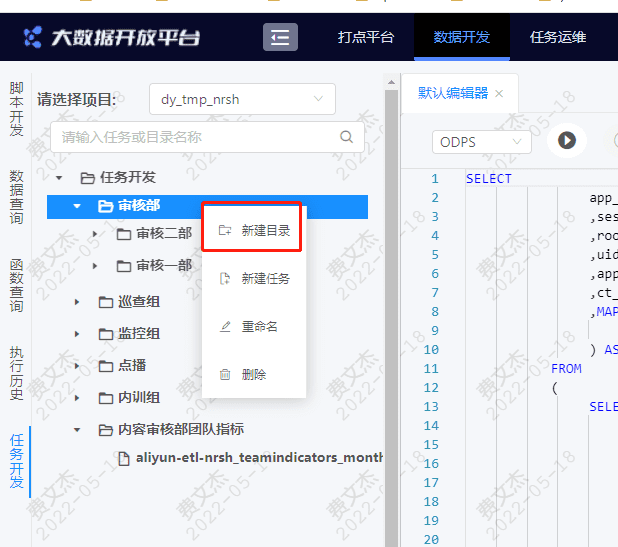 大数据开放平台
打点平台
数据开发
任务运维
脚本开发
数据查询
函数查询
执行历史
任务开发
请选择项目:
dy_tmp_nrsh
请输入任务或目录名称
任务开发
审核部
审核二部
审核一部
巡查组
监控组
点播
内训组
内容审核部团队指标
aliyun-etl-nrsh_teamindicators_month
新建目录
新建任务
重命名
删除
默认编辑器 ×
ODPS
1 SELECT
2 app_
3 ,ses
4 ,roo
5 ,uid
6 ,app
7 ,ct_
8 ,MAP
9
10 ) AS
11 FROM
12 (
13 SELE
14
15
16
17
18
19
20
费文杰
2022-05-18